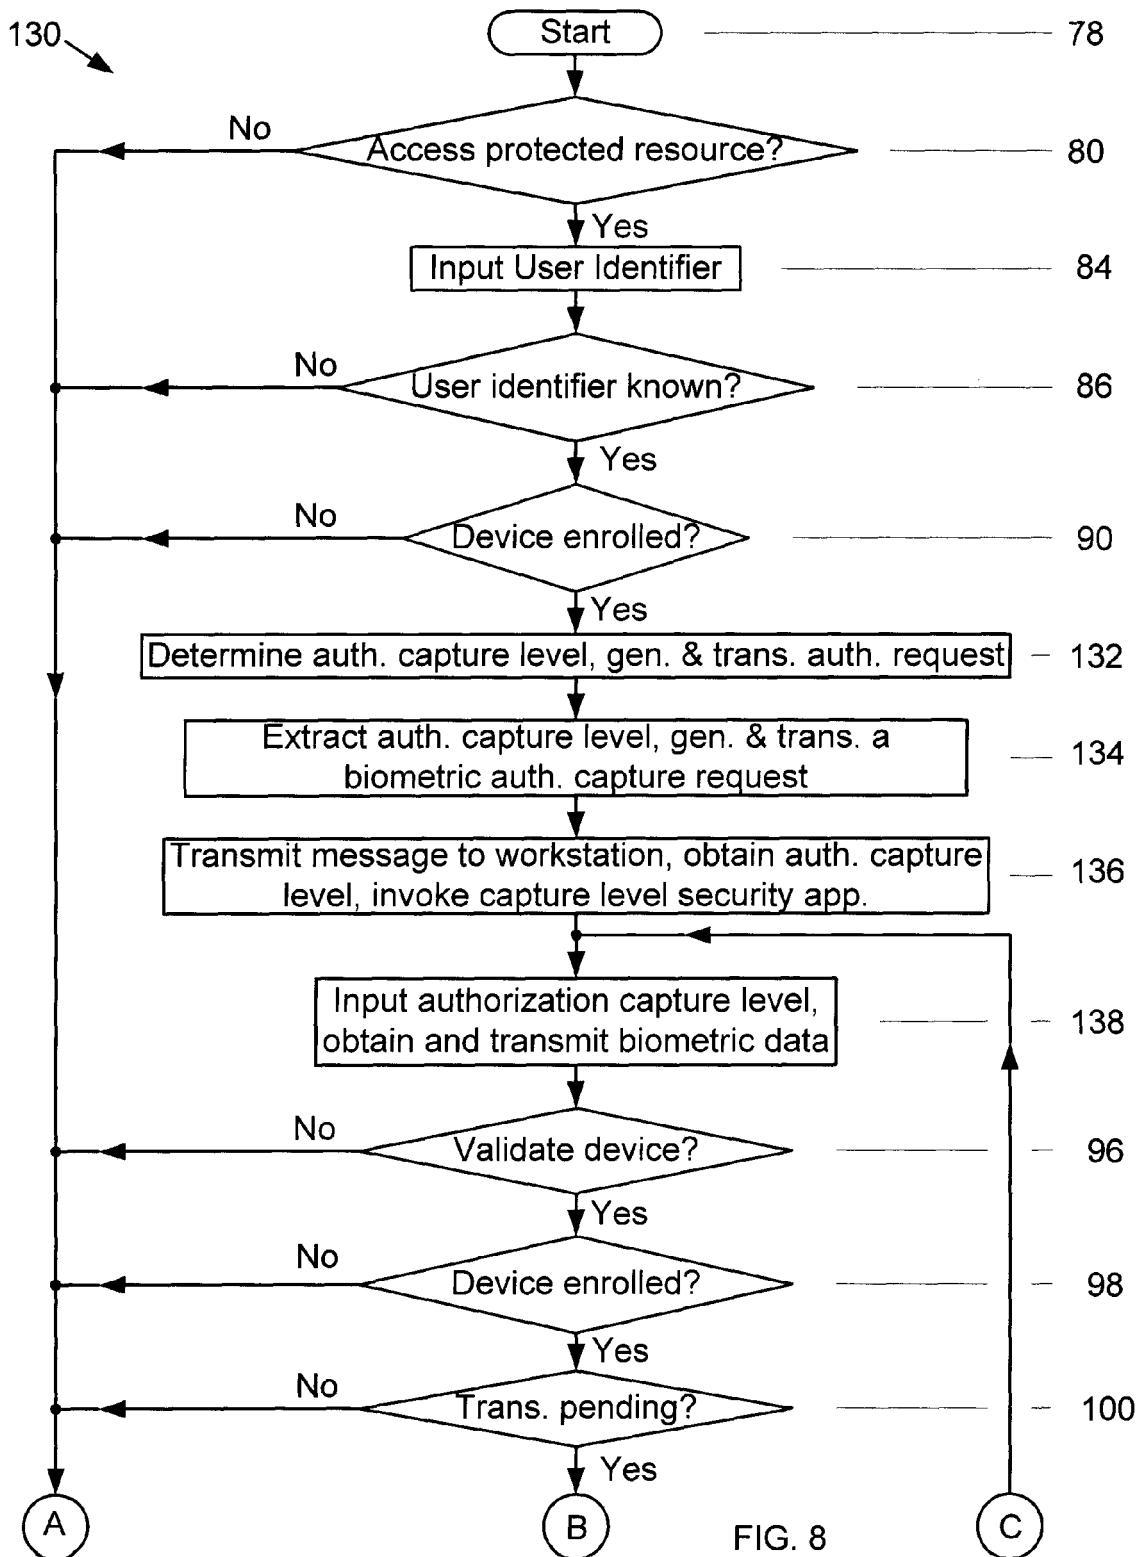 130
Start
78
No
Access protected resource?
80
Yes
Input User Identifier
84
No
User identifier known?
86
Yes
No
Device enrolled?
90
Yes
Determine auth. capture level, gen. & trans. auth. request
132
Extract auth. capture level, gen. & trans. a
biometric auth. capture request
134
Transmit message to workstation, obtain auth. capture
level, invoke capture level security app.
136
Input authorization capture level,
obtain and transmit biometric data
138
No
Validate device?
96
Yes
No
Device enrolled?
98
Yes
No
Trans. pending?
100
Yes
A
B
FIG. 8
C